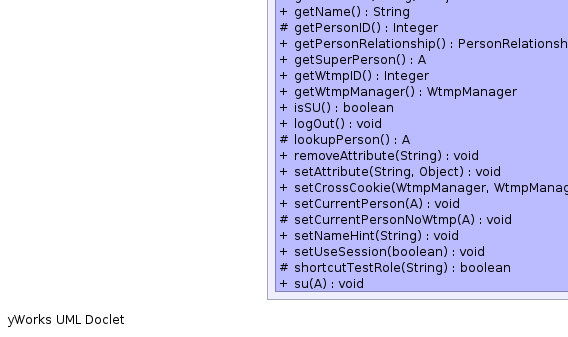 + getName() : String
# getPersonID() : Integer
+ getPersonRelationship() : PersonRelationsh
+ getSuperPerson() : A
+ getWtmpID() : Integer
+ getWtmpManager() : WtmpManager
+ isSU() : boolean
+ logOut() : void
# lookupPerson() : A
+ removeAttribute(String) : void
+ setAttribute(String, Object) : void
+ setCrossCookie(WtmpManager, WtmpManag
+ setCurrentPerson(A) : void
# setCurrentPersonNoWtmp(A) : void
+ setNameHint(String) : void
+ setUseSession(boolean) : void
# shortcutTestRole(String) : boolean
+ su(A) : void
yWorks UML Doclet